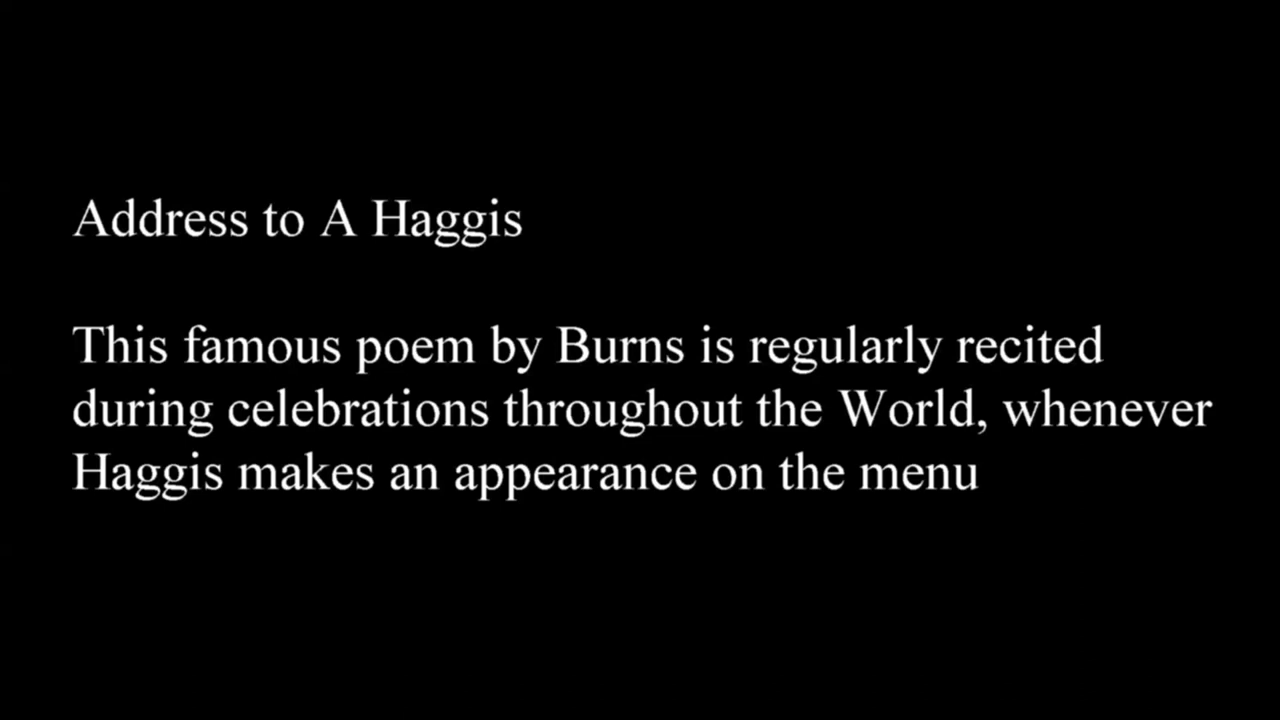 Address to A Haggis
This famous poem by Burns is regularly recited
during celebrations throughout the World, whenever
Haggis makes an appearance on the menu